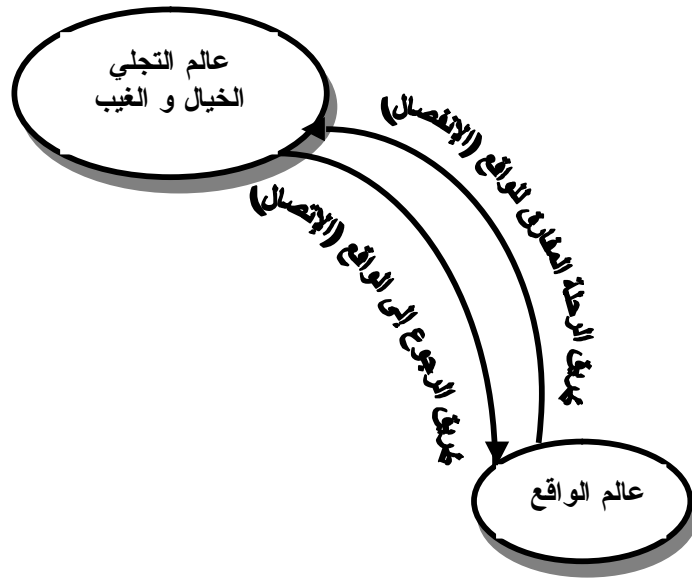 عالم التجلي
الخيال و الغيب
طريق الرحلة المفارق للواقع (الإنفصال)
طريق الرجوع إلى الواقع (الإتصال)
عالم الواقع